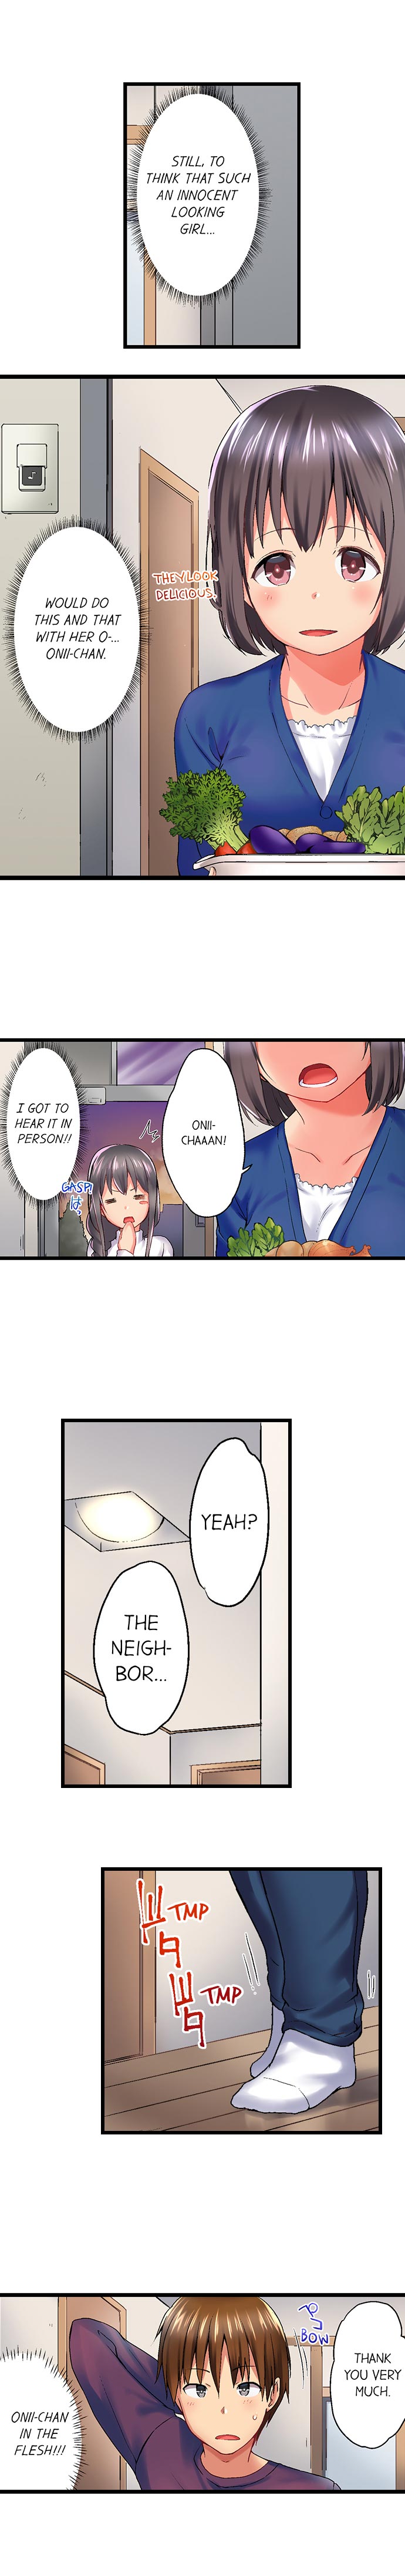 STILL, TO
THINK THAT SUCH
AN INNOCENT
LOOKING
GIRL...
THEY LOOK
DELICIOUS.
WOULD DO
THIS AND THAT
WITH HER O-...
ONII-CHAN.
I GOT TO
HEAR IT IN
PERSON!!
ONII-
CHAAAN!
GASP!
は
YEAH?
THE
NEIGH-
BOR...
TMP
TMP
ペコ
BOW
THANK
YOU VERY
MUCH.
ONII-CHAN
IN THE
FLESH!!!